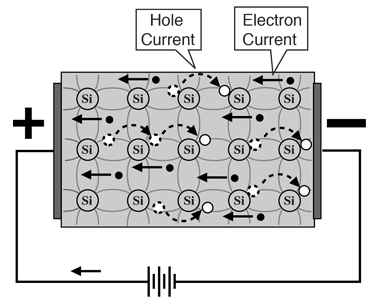 Hole
Current
Electron
Current
Si Si Si Si Si
+ −
Si Si Si Si Si
Si Si Si Si Si